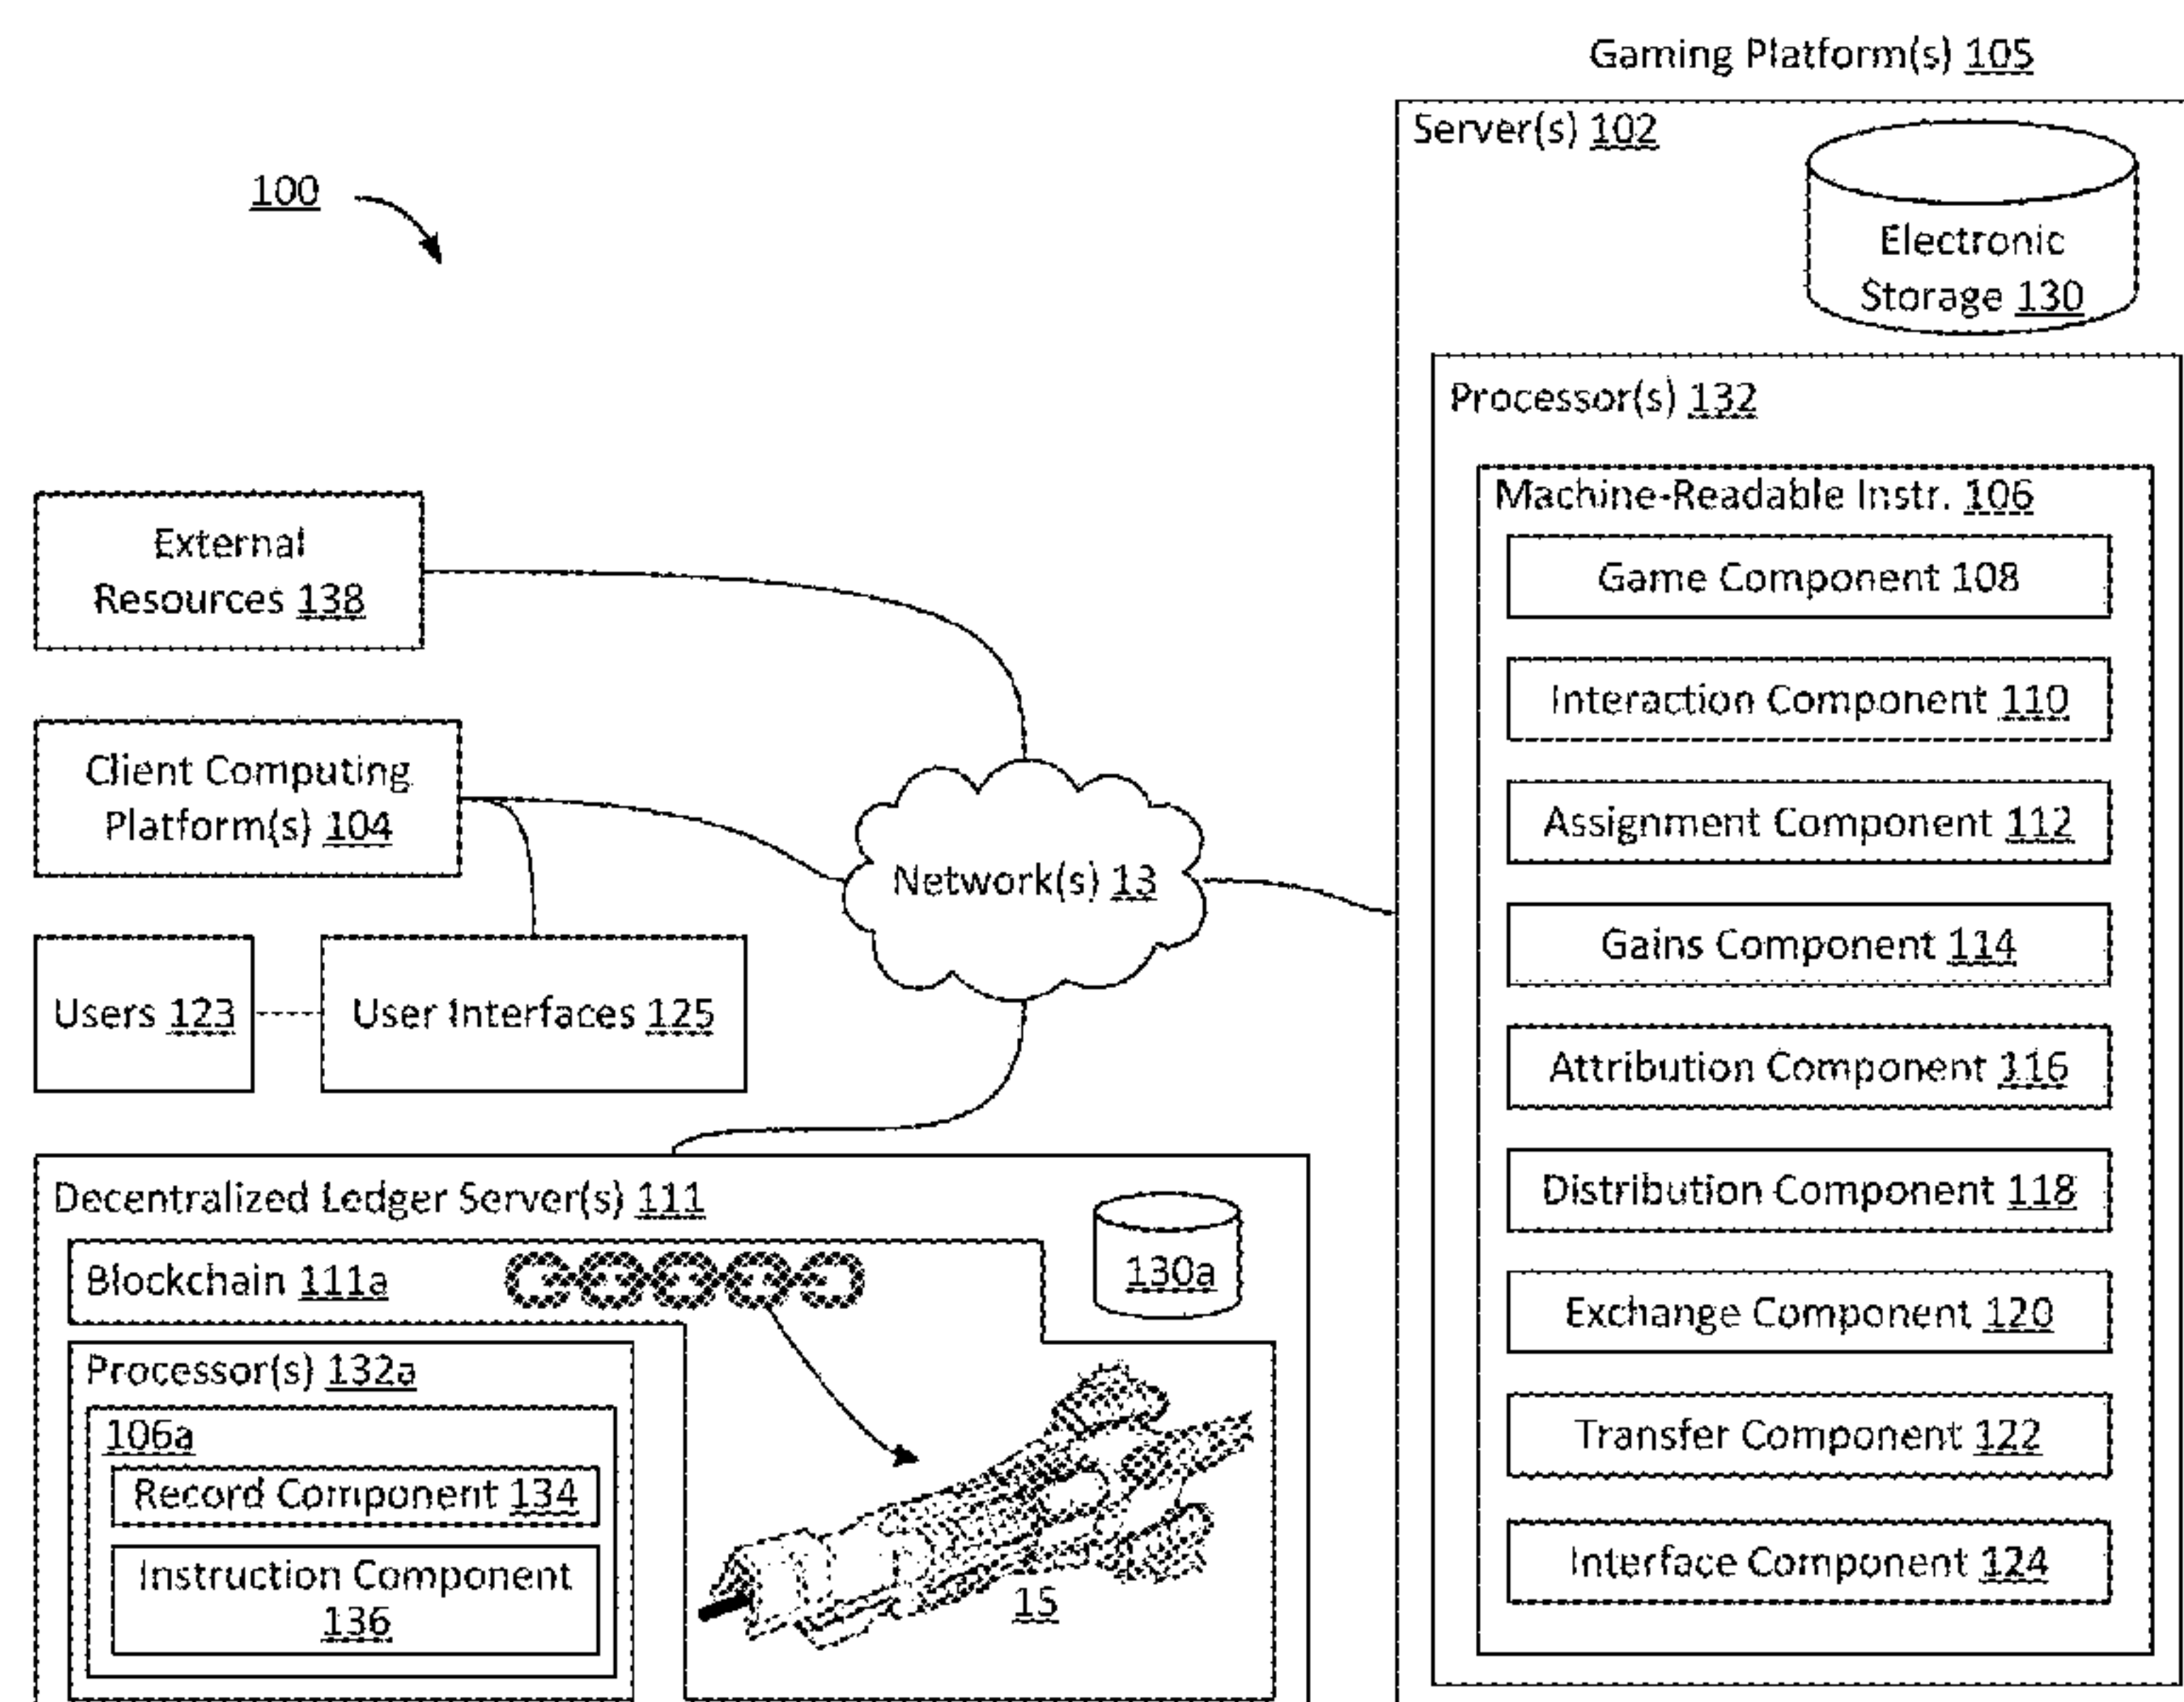 Gaming Platform(s) 105
Server(s) 102
100
Electronic
Storage 130
Processor(s) 132
Machine-Readable Instr. 106
Game Component 108
Interaction Component 110
Assignment Component 112
Gains Component 114
Attribution Component 116
Distribution Component 118
Exchange Component 120
Transfer Component 122
Interface Component 124
External
Resources 138
Client Computing
Platform(s) 104
Network(s) 13
Users 123
User Interfaces 125
Decentralized Ledger Server(s) 111
Blockchain 111a
130a
Processor(s) 132a
106a
Record Component 134
Instruction Component
136
15